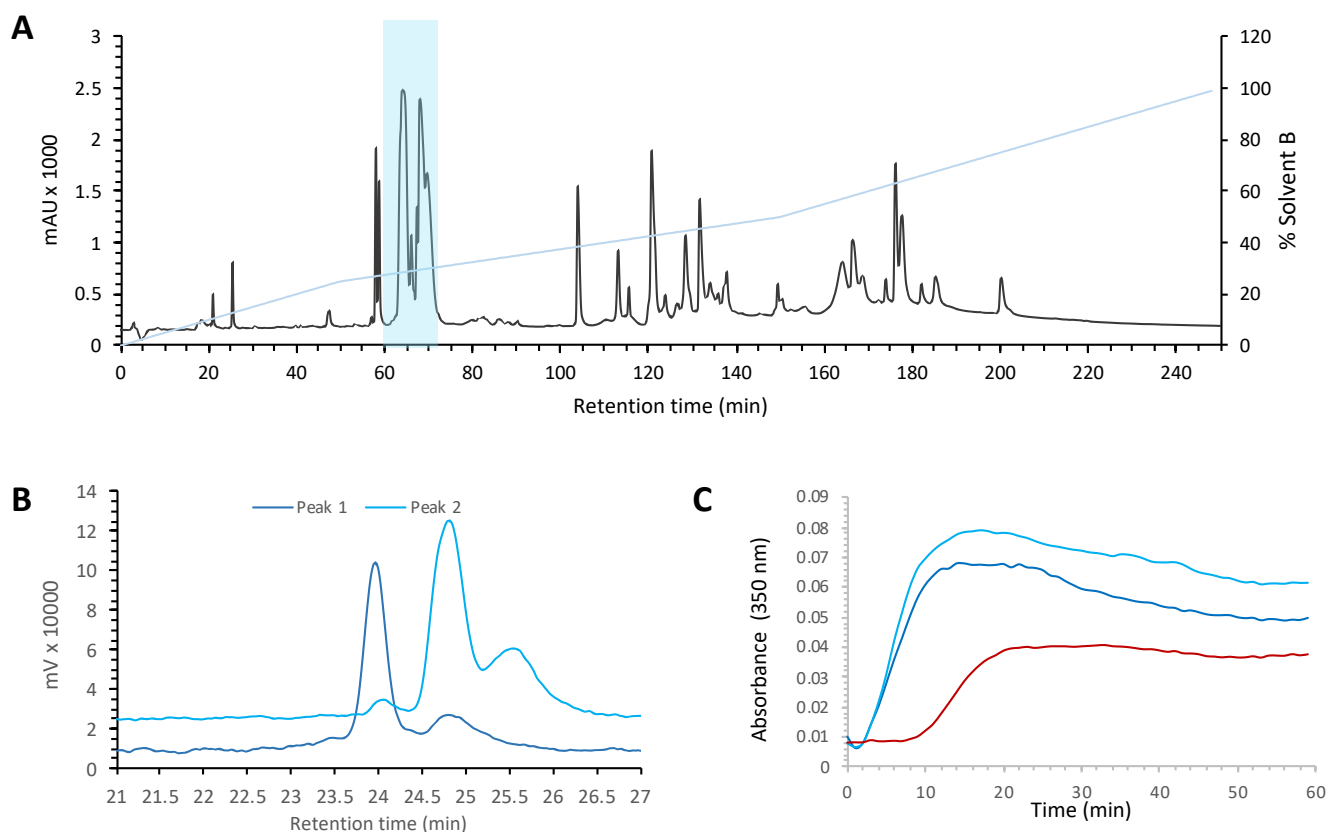 A
3
2.5
2
1.5
1
0.5
0
mAU x 1000
120
100
80
60
40
20
0
% Solvent B
0 20 40 60 80 100 120 140 160 180 200 220 240
Retention time (min)
B
14
12
10
8
6
4
2
0
mV x 10000
Peak 1 Peak 2
21 21.5 22 22.5 23 23.5 24 24.5 25 25.5 26 26.5 27
Retention time (min)
C
0.09
0.08
0.07
0.06
0.05
0.04
0.03
0.02
0.01
0
Absorbance (350 nm)
0 10 20 30 40 50 60
Time (min)